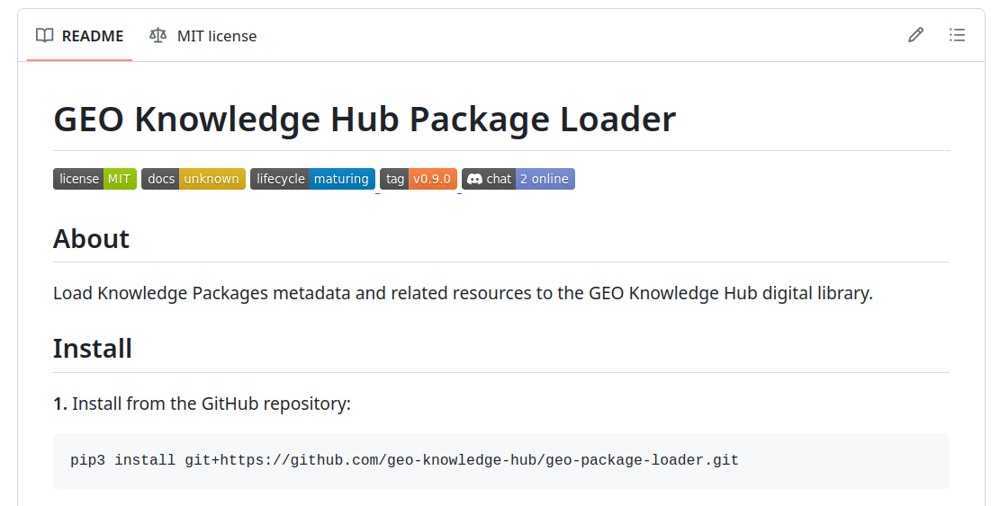 README MIT license
GEO Knowledge Hub Package Loader
license MIT docs unknown lifecycle maturing tag v0.9.0 chat 2 online
About
Load Knowledge Packages metadata and related resources to the GEO Knowledge Hub digital library.
Install
1. Install from the GitHub repository:
pip3 install git+https://github.com/geo-knowledge-hub/geo-package-loader.git